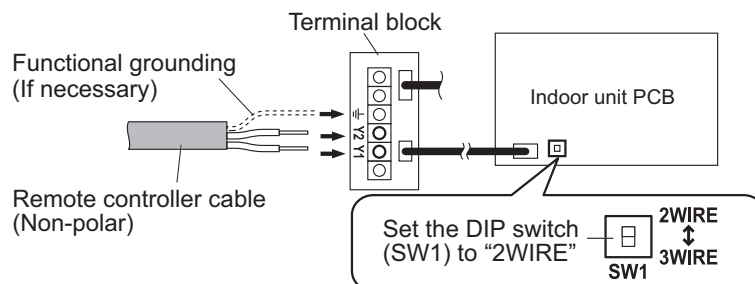 Terminal block
Functional grounding
(If necessary)
Indoor unit PCB
Y2
Y1
Remote controller cable
(Non-polar)
Set the DIP switch
(SW1) to “2WIRE”
2WIRE
3WIRE
SW1